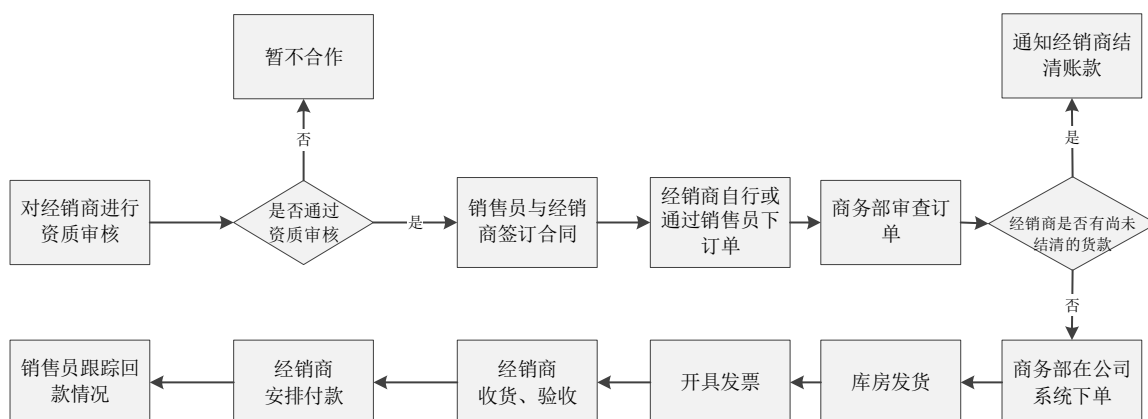 暂不合作
通知经销商结
清账款
否
是
对经销商进行
资质审核
是否通过
资质审核
是
销售员与经销
商签订合同
经销商自行或
通过销售员下
订单
商务部审查订
单
经销商是否有尚未
结清的货款
否
销售员跟踪回
款情况
经销商
安排付款
经销商
收货、验收
开具发票
库房发货
商务部在公司
系统下单